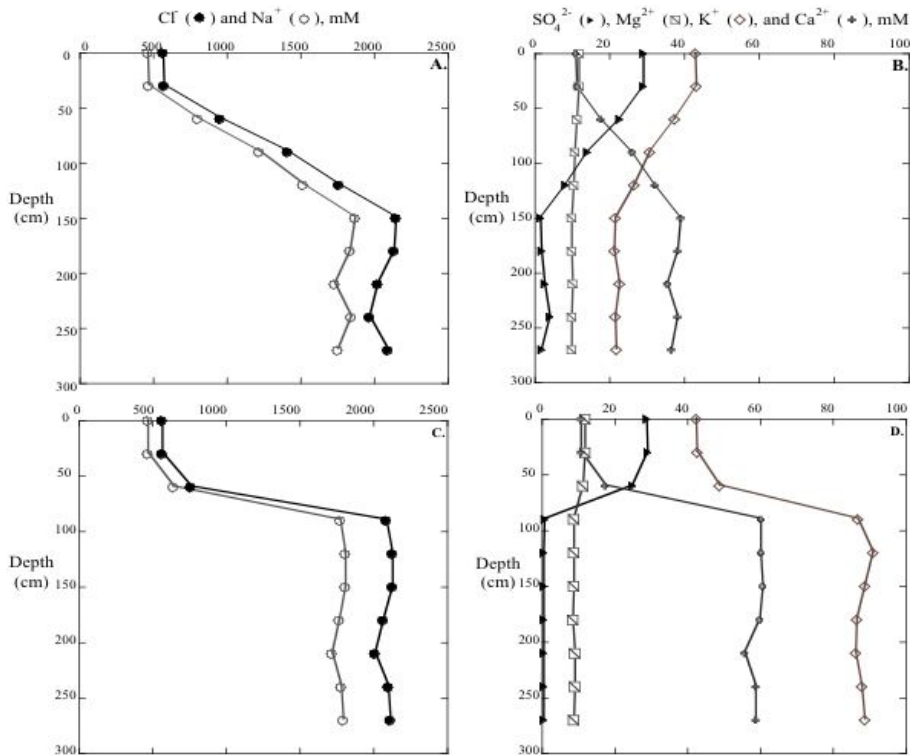 Cl⁻ (●) and Na⁺ (○), mM
SO₄²⁻ (▸), Mg²⁺ (⧅), K⁺ (◇), and Ca²⁺ (✦), mM
0 500 1000 1500 2000 2500
0 20 40 60 80 100
A.
B.
0
50
100
Depth
(cm)
150
200
250
300
0
50
100
Depth
(cm)
150
200
250
300
0 500 1000 1500 2000 2500
0 20 40 60 80 100
C.
D.
0
50
100
Depth
(cm)
150
200
250
300
0
50
100
Depth
(cm)
150
200
250
300